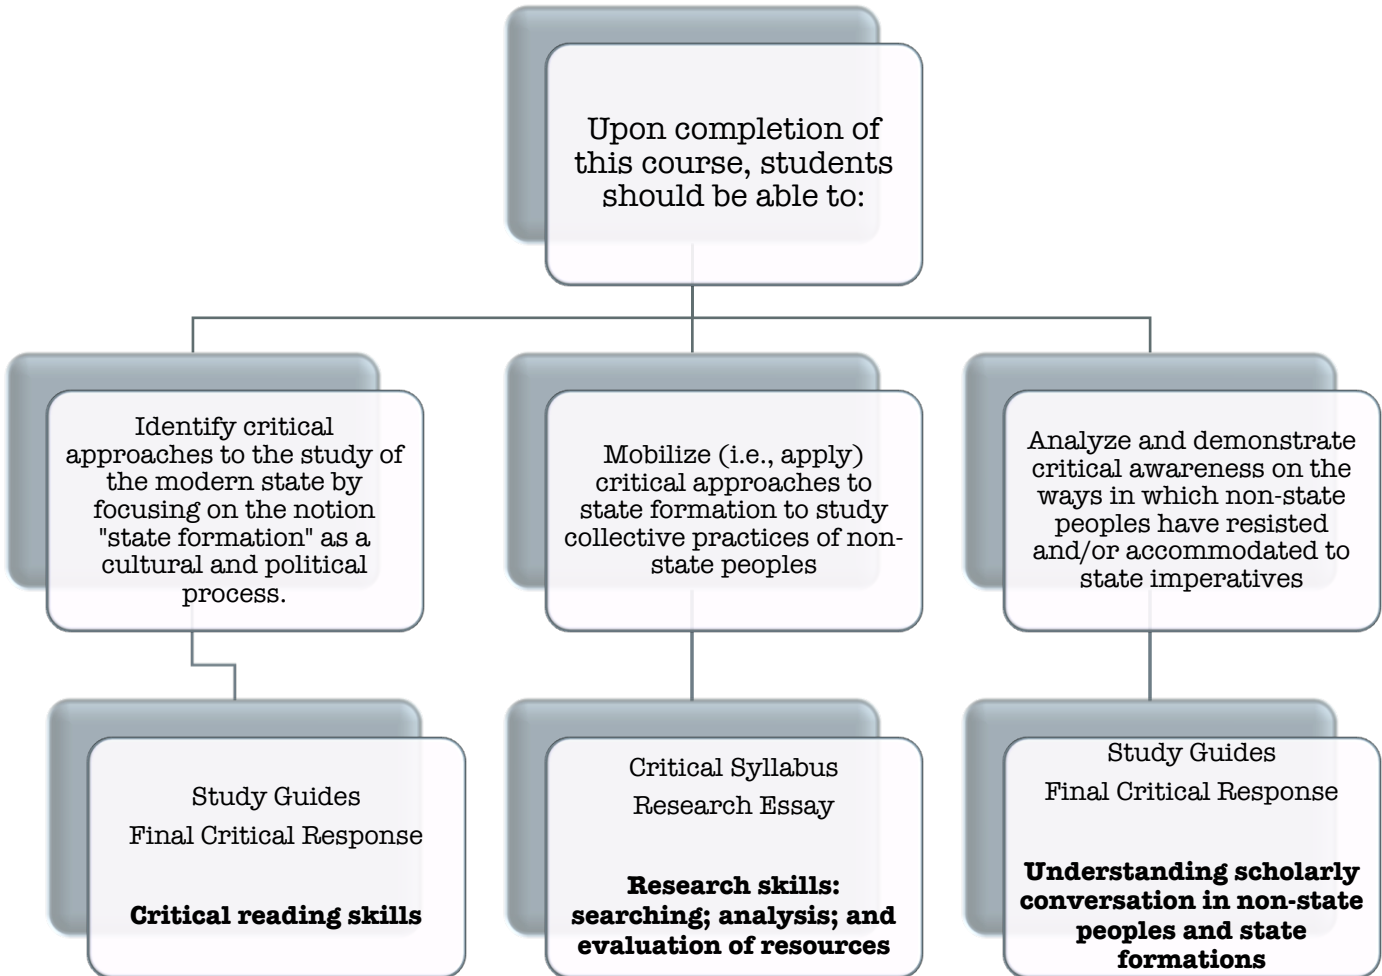 Upon completion of
this course, students
should be able to:
Identify critical
approaches to the study of
the modern state by
focusing on the notion
"state formation" as a
cultural and political
process.
Mobilize (i.e., apply)
critical approaches to
state formation to study
collective practices of non-
state peoples
Analyze and demonstrate
critical awareness on the
ways in which non-state
peoples have resisted
and/or accommodated to
state imperatives
Study Guides
Final Critical Response
Critical reading skills
Critical Syllabus
Research Essay
Research skills:
searching; analysis; and
evaluation of resources
Study Guides
Final Critical Response
Understanding scholarly
conversation in non-state
peoples and state
formations